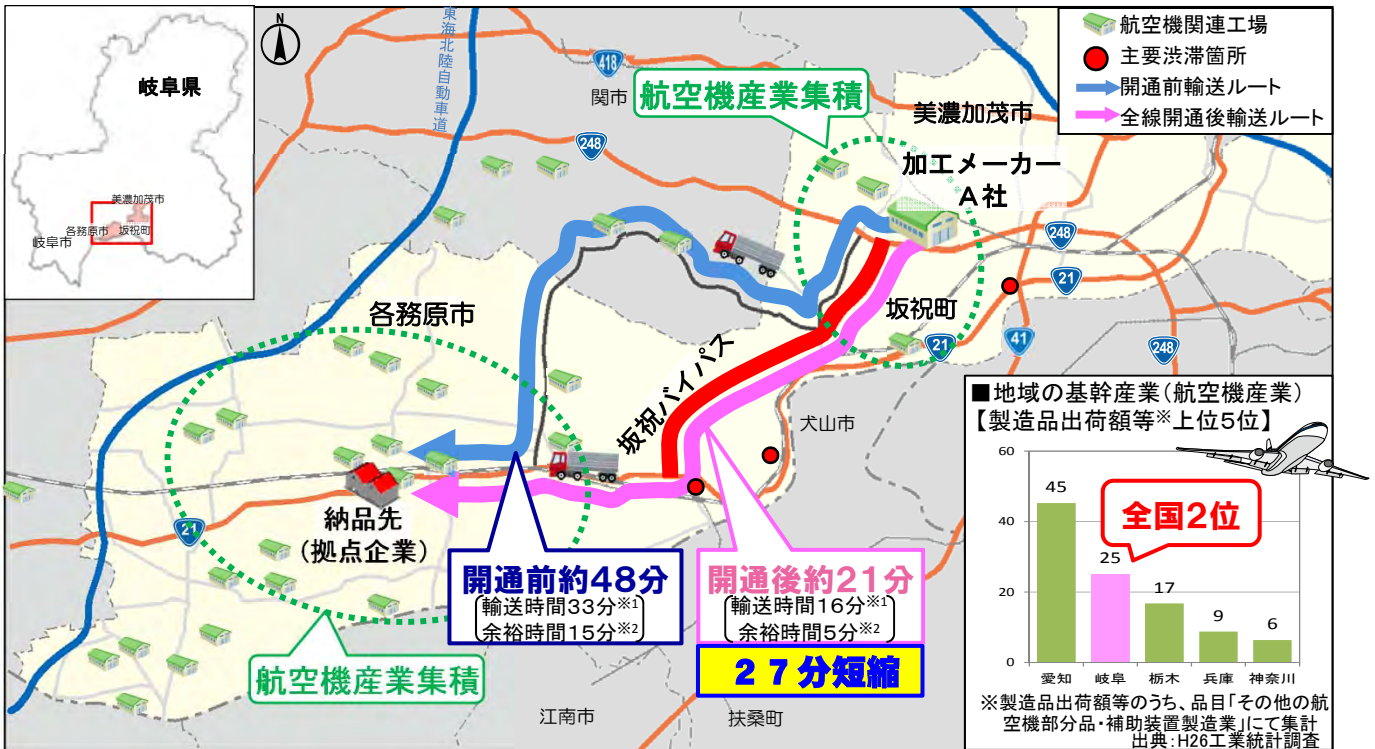 岐阜県
美濃加茂市
各務原市
坂祝町
岐阜市
N
東海北陸自動車道
418
関市
航空機産業集積
航空機関連工場
主要渋滞箇所
開通前輸送ルート
全線開通後輸送ルート
美濃加茂市
加工メーカー
A社
248
248
21
各務原市
坂祝町
21
41
248
坂祝バイパス
犬山市
21
納品先
(拠点企業)
開通前約48分
輸送時間33分※1
余裕時間15分※2
開通後約21分
輸送時間16分※1
余裕時間5分※2
27分短縮
航空機産業集積
江南市
扶桑町
■地域の基幹産業(航空機産業)
【製造品出荷額等※上位5位】
60
40
20
0
45
25
17
9
6
全国2位
愛知 岐阜 栃木 兵庫 神奈川
※製造品出荷額等のうち、品目「その他の航
空機部分品・補助装置製造業」にて集計
出典:H26工業統計調査